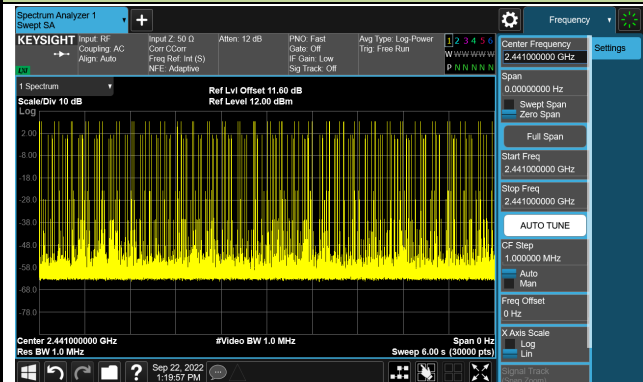 Spectrum Analyzer 1
Swept SA
Frequency
KEYSIGHT
Input: RF
Coupling: AC
Align: Auto
Input Z: 50 Ω
Corr CCorr
Freq Ref: Int (S)
NFE: Adaptive
Atten: 12 dB
PNO: Fast
Gate: Off
IF Gain: Low
Sig Track: Off
Avg Type: Log-Power
Trig: Free Run
1 2 3 4 5 6
W W W W W W
P N N N N N
LXI
1 Spectrum
Scale/Div 10 dB
Ref Lvl Offset 11.60 dB
Ref Level 12.00 dBm
Log
2.00
-8.00
-18.0
-28.0
-38.0
-48.0
-58.0
-68.0
-78.0
Center 2.441000000 GHz
Res BW 1.0 MHz
#Video BW 1.0 MHz
Span 0 Hz
Sweep 6.00 s (30000 pts)
Sep 22, 2022
1:19:57 PM
Center Frequency
2.441000000 GHz
Settings
Span
0.00000000 Hz
Swept Span
Zero Span
Full Span
Start Freq
2.441000000 GHz
Stop Freq
2.441000000 GHz
AUTO TUNE
CF Step
1.000000 MHz
Auto
Man
Freq Offset
0 Hz
X Axis Scale
Log
Lin
Signal Track
(Span Zoom)